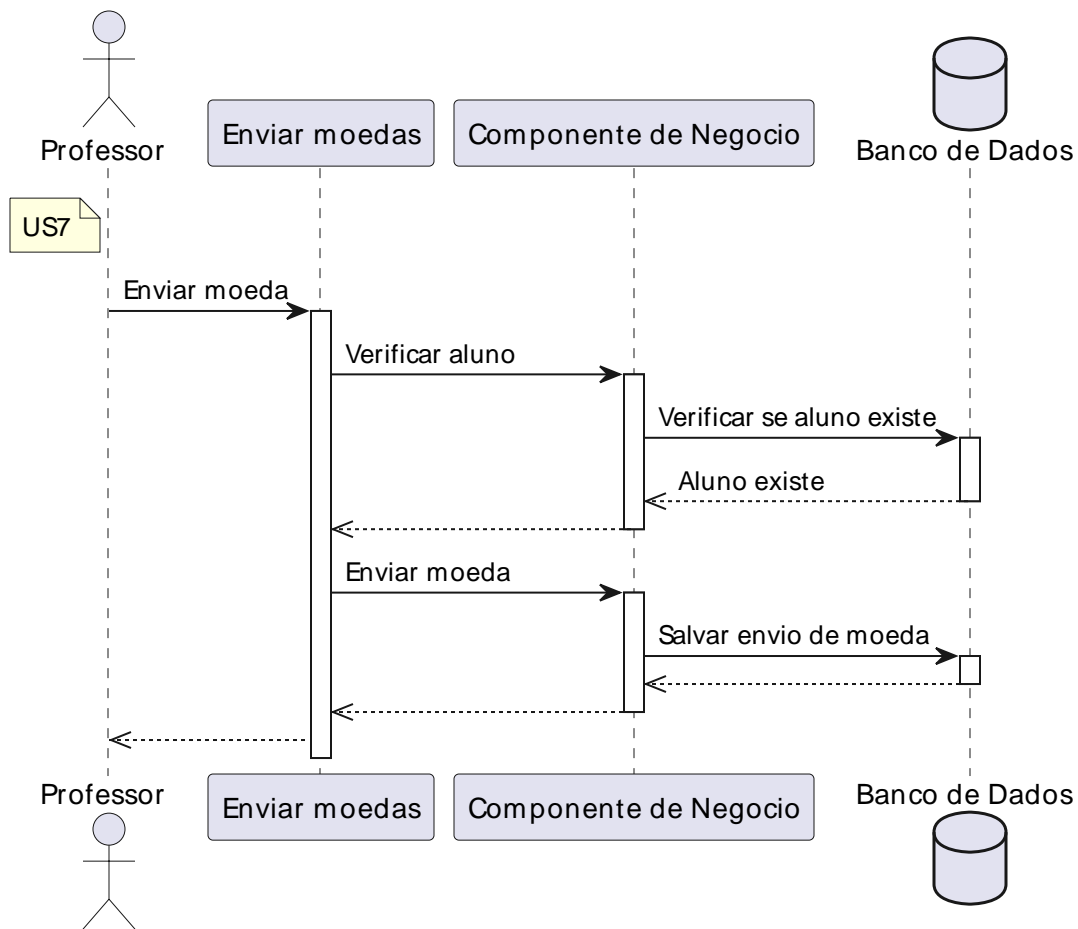 Professor
Enviar moedas
Componente de Negocio
Banco de Dados
US7
Enviar moeda
Verificar aluno
Verificar se aluno existe
Aluno existe
Enviar moeda
Salvar envio de moeda
Professor
Enviar moedas
Componente de Negocio
Banco de Dados